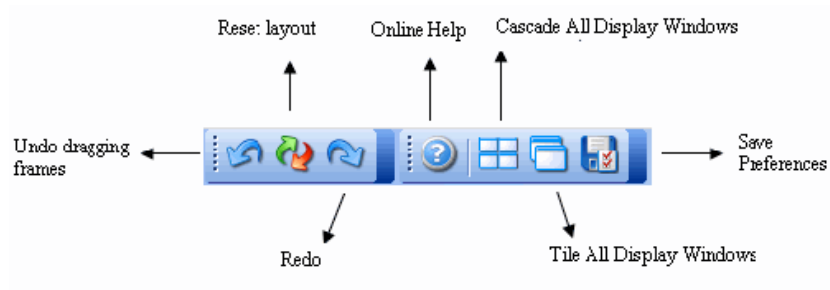 Rese: layout
Online Help
Cascade All Display Windows
Undo dragging
frames
Save
Preferences
Redo
Tile All Display Windows